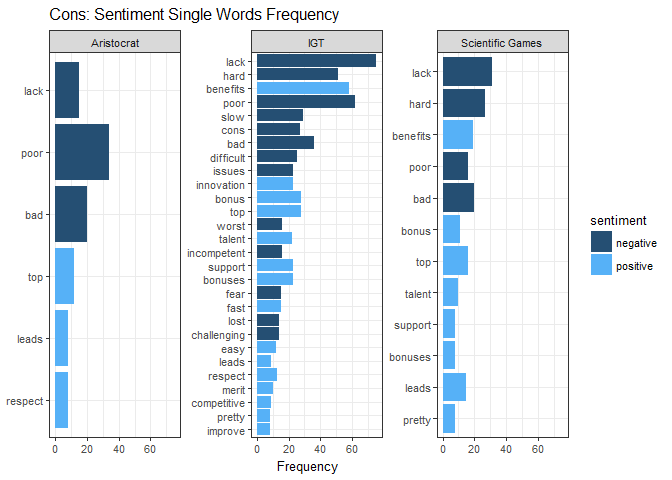 Cons: Sentiment Single Words Frequency
Aristocrat
lack
poor
bad
top
leads
respect
0 20 40 60
IGT
lack
hard
benefits
poor
slow
cons
bad
difficult
issues
innovation
bonus
top
worst
talent
incompetent
support
bonuses
fear
fast
lost
challenging
easy
leads
respect
merit
competitive
pretty
improve
0 20 40 60
Scientific Games
lack
hard
benefits
poor
bad
bonus
top
talent
support
bonuses
leads
pretty
0 20 40 60
Frequency
sentiment
negative
positive